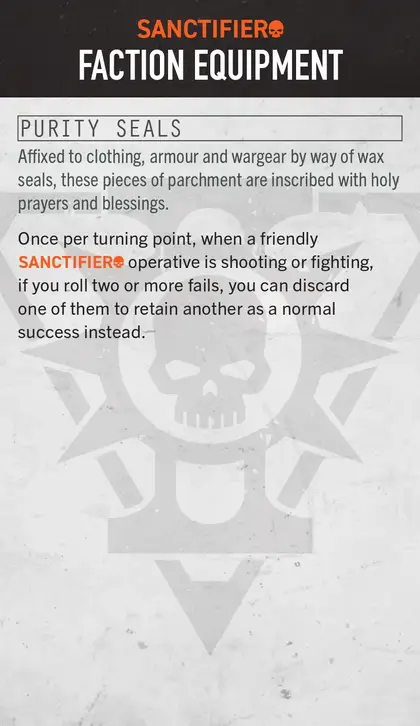 SANCTIFIER
FACTION EQUIPMENT
PURITY SEALS
Affixed to clothing, armour and wargear by way of wax
seals, these pieces of parchment are inscribed with holy
prayers and blessings.
Once per turning point, when a friendly
SANCTIFIER operative is shooting or fighting,
if you roll two or more fails, you can discard
one of them to retain another as a normal
success instead.